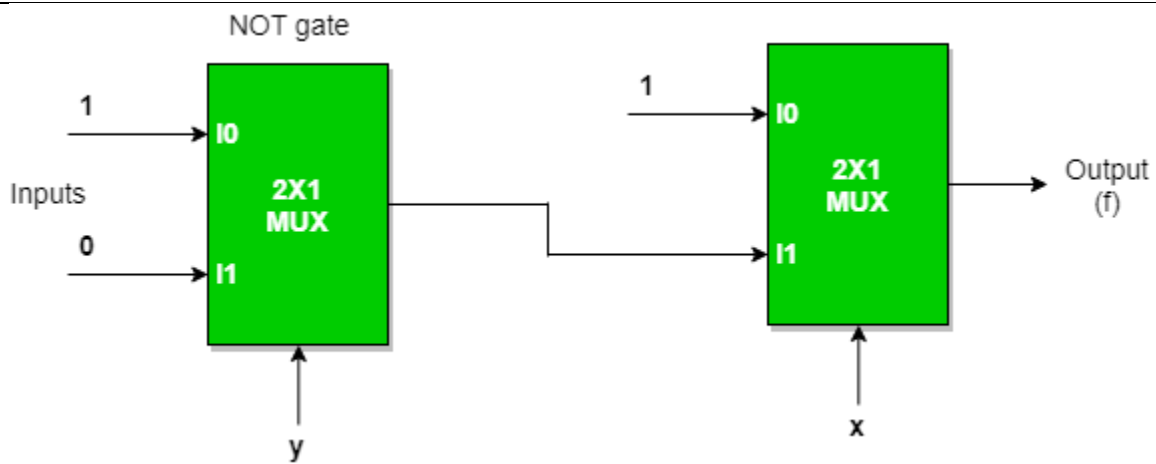 NOT gate
1
I0
Inputs
2X1
MUX
0
I1
y
1
I0
2X1
MUX
I1
x
Output
(f)